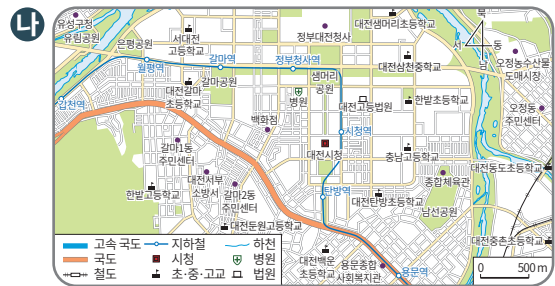 나
유성구청
유림공원
은평공원
월평역
갑천역
서대전
고등학교
갈마역
갈마공원
대전갈마
초등학교
정부대전청사
정부청사역
대전샘머리초등학교
대전삼천중학교
샘머리
공원
병원
대전고등법원
한밭초등학교
백화점
시청역
대전시청
충남고등학교
갈마1동
주민센터
대전서부
소방서
갈마2동
주민센터
한밭고등학교
대전둔원고등학교
탄방역
대전탄방초등학교
종합체육관
남선공원
대전백운
초등학교
용문종합
사회복지관
용문역
북
서
동
남
오정농수산물
도매시장
오정동
주민센터
대전동도초등학교
대전중촌초등학교
고속 국도 지하철 하천
국도 시청 병원
철도 초·중·고교 법원
0 500 m